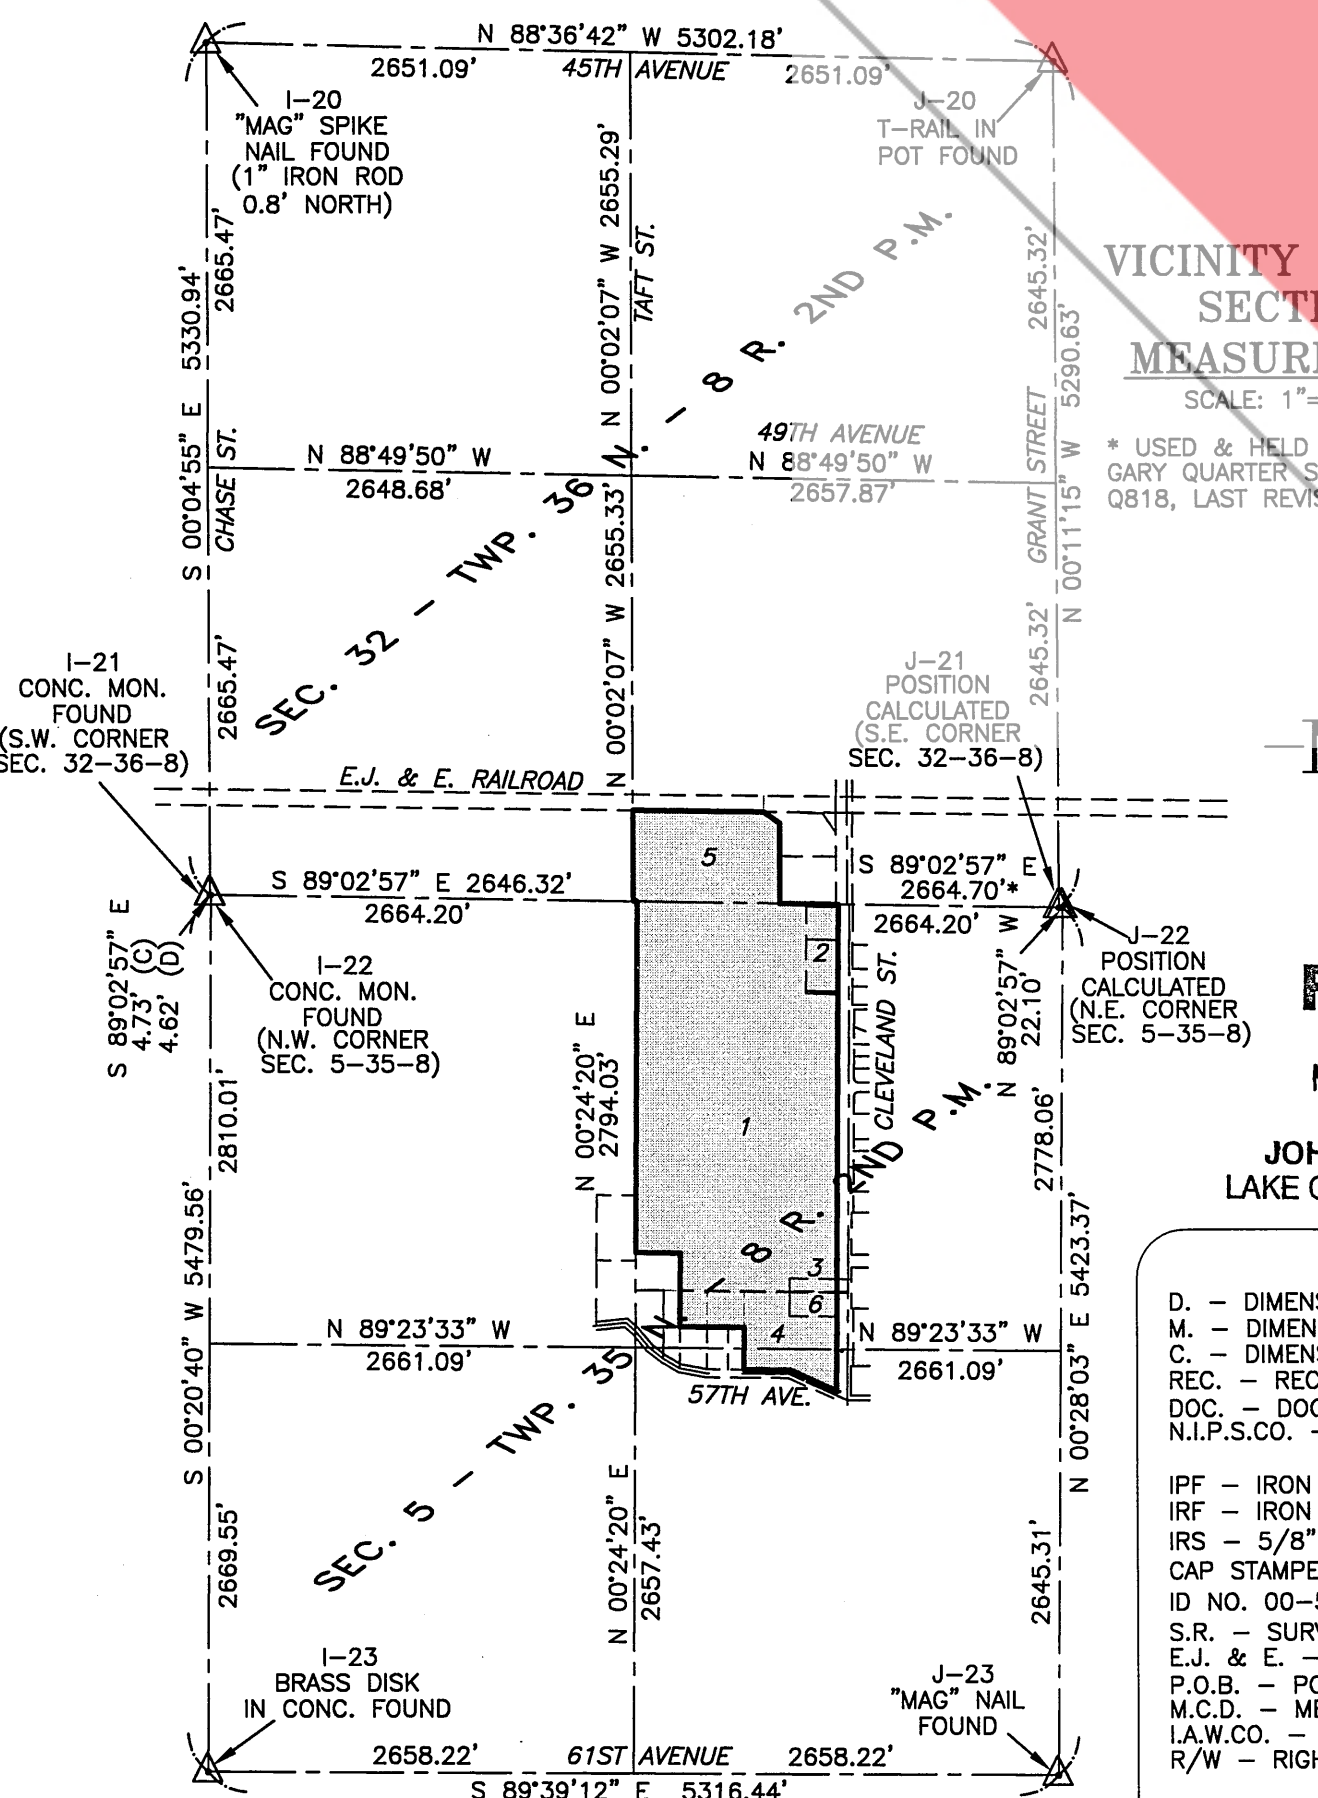 N 88°36'42" W 5302.18'
2651.09'
45TH AVENUE
2651.09'
I-20
"MAG" SPIKE
NAIL FOUND
(1" IRON ROD
0.8' NORTH)
J-20
T-RAIL IN
POT FOUND
S 00°04'55" E 5330.94'
2665.47'
CHASE ST.
2665.47'
N 00°02'07" W 2655.29'
TAFT ST.
GRANT STREET 2645.32'
N 00°11'15" W 5290.63'
2645.32'
VICINITY
MEASUR
SCALE: 1"=
* USED & HELD
GARY QUARTER S
Q818, LAST REVIS
49TH AVENUE
N 88°49'50" W
2648.68'
N 88°49'50" W
2657.87'
SEC. 32 - TWP. 36 N. - 8 R. 2ND P.M.
N 00°02'07" W 2655.33'
I-21
CONC. MON.
FOUND
(S.W. CORNER
SEC. 32-36-8)
J-21
POSITION
CALCULATED
(S.E. CORNER
SEC. 32-36-8)
E.J. & E. RAILROAD
5
S 89°02'57" E 2646.32'
2664.20'
S 89°02'57" E
2664.70'*
2664.20'
S 89°02'57" E
4.73' (C)
4.62' (D)
I-22
CONC. MON.
FOUND
(N.W. CORNER
SEC. 5-35-8)
2
CLEVELAND ST.
N 89°02'57" W
22.10'
J-22
POSITION
CALCULATED
(N.E. CORNER
SEC. 5-35-8)
N 00°24'20" E
2794.03'
1
2810.01'
S 00°20'40" W 5479.56'
2669.55'
2778.06'
N 00°28'03" E 5423.37'
2645.31'
JOH
LAKE C
3
6
4
N 89°23'33" W
2661.09'
N 89°23'33" W
2661.09'
57TH AVE.
SEC. 5 - TWP. 35 8 R. 2ND P.M.
N 00°24'20" E
2657.43'
D. - DIMENS
M. - DIMEN
C. - DIMENS
REC. - REC
DOC. - DOC
N.I.P.S.CO. -
IPF - IRON
IRF - IRON
IRS - 5/8"
CAP STAMPE
ID NO. 00-5
S.R. - SURV
E.J. & E. -
P.O.B. - PO
M.C.D. - ME
I.A.W.CO. -
R/W - RIGH
I-23
BRASS DISK
IN CONC. FOUND
J-23
"MAG" NAIL
FOUND
2658.22'
61ST AVENUE
2658.22'
S 89°39'12" E 5316.44'